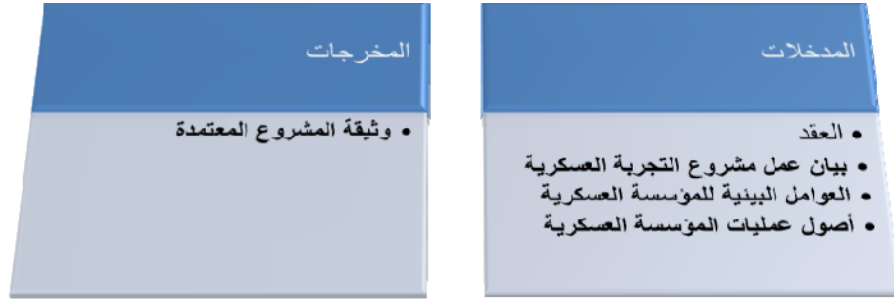 المدخلات
• العقد
• بيان عمل مشروع التجربة العسكرية
• العوامل البيئية للمؤسسة العسكرية
• أصول عمليات المؤسسة العسكرية
المخرجات
• وثيقة المشروع المعتمدة